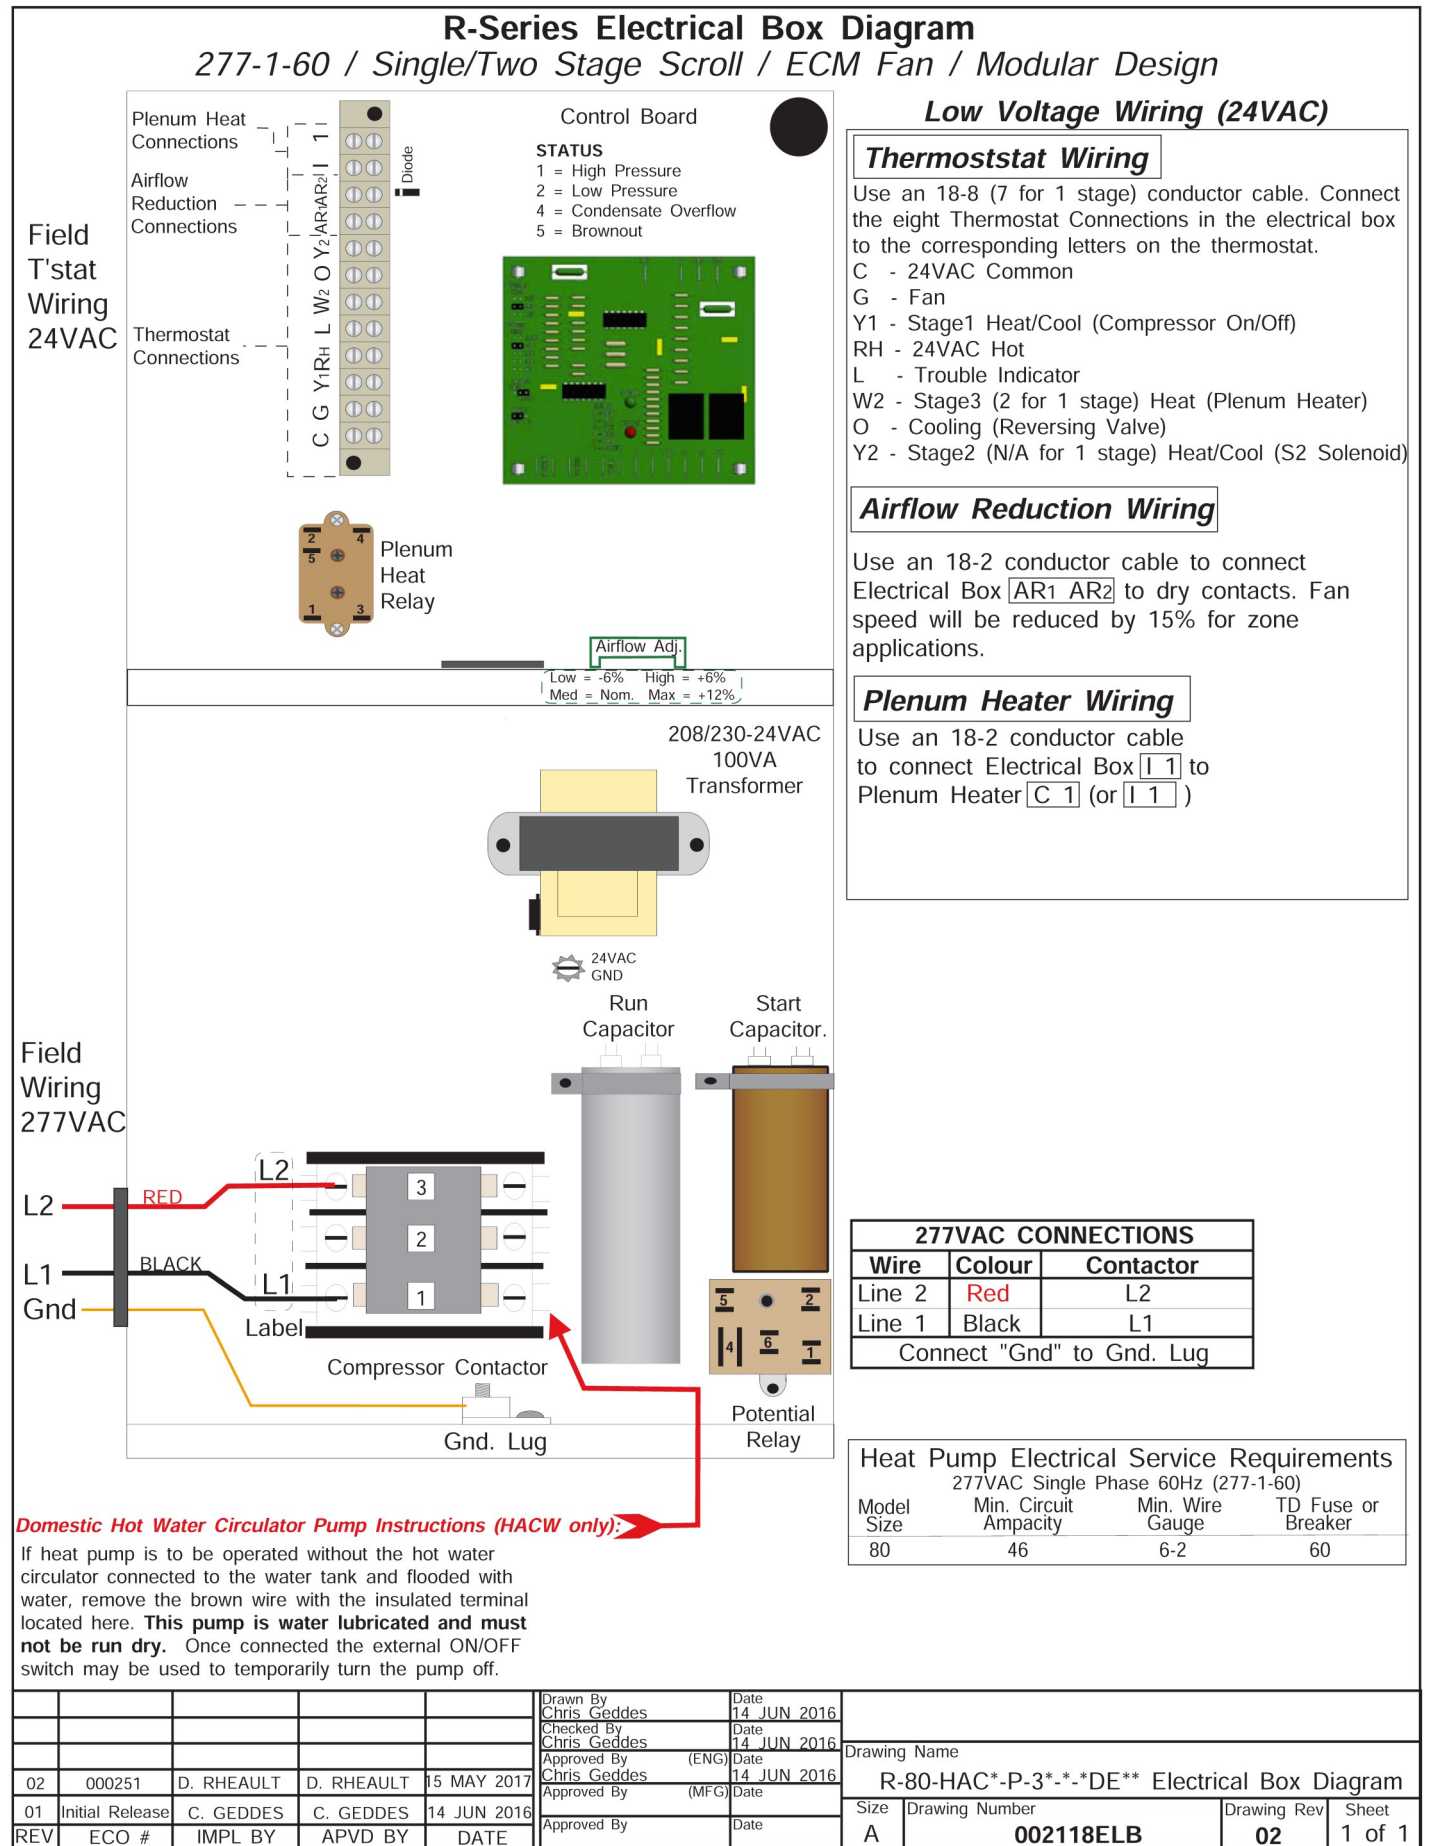 R-Series Electrical Box Diagram
277-1-60 / Single/Two Stage Scroll / ECM Fan / Modular Design
Field
T'stat
Wiring
24VAC
Plenum Heat
Connections
Airflow
Reduction
Connections
Thermostat
Connections
C G Y1 RH L W2 O Y2 AR1 AR2 I 1
Diode
Control Board
STATUS
1 = High Pressure
2 = Low Pressure
4 = Condensate Overflow
5 = Brownout
2 4
5
1 3
Plenum
Heat
Relay
Airflow Adj.
Low = -6% High = +6%
Med = Nom. Max = +12%
208/230-24VAC
100VA
Transformer
24VAC
GND
Run
Capacitor
Start
Capacitor.
Field
Wiring
277VAC
L2
RED
L2
L1
BLACK
L1
Gnd
Label
3
2
1
Compressor Contactor
Gnd. Lug
5 2
4 6 1
Potential
Relay
Low Voltage Wiring (24VAC)
Thermoststat Wiring
Use an 18-8 (7 for 1 stage) conductor cable. Connect
the eight Thermostat Connections in the electrical box
to the corresponding letters on the thermostat.
C - 24VAC Common
G - Fan
Y1 - Stage1 Heat/Cool (Compressor On/Off)
RH - 24VAC Hot
L - Trouble Indicator
W2 - Stage3 (2 for 1 stage) Heat (Plenum Heater)
O - Cooling (Reversing Valve)
Y2 - Stage2 (N/A for 1 stage) Heat/Cool (S2 Solenoid)
Airflow Reduction Wiring
Use an 18-2 conductor cable to connect
Electrical Box AR1 AR2 to dry contacts. Fan
speed will be reduced by 15% for zone
applications.
Plenum Heater Wiring
Use an 18-2 conductor cable
to connect Electrical Box I 1 to
Plenum Heater C 1 (or I 1 )
277VAC CONNECTIONS
Wire Colour Contactor
Line 2 Red L2
Line 1 Black L1
Connect "Gnd" to Gnd. Lug
Heat Pump Electrical Service Requirements
277VAC Single Phase 60Hz (277-1-60)
Model Size Min. Circuit Ampacity Min. Wire Gauge TD Fuse or Breaker
80 46 6-2 60
Domestic Hot Water Circulator Pump Instructions (HACW only):
If heat pump is to be operated without the hot water
circulator connected to the water tank and flooded with
water, remove the brown wire with the insulated terminal
located here. This pump is water lubricated and must
not be run dry. Once connected the external ON/OFF
switch may be used to temporarily turn the pump off.
02 000251 D. RHEAULT D. RHEAULT 15 MAY 2017
01 Initial Release C. GEDDES C. GEDDES 14 JUN 2016
REV ECO # IMPL BY APVD BY DATE
Drawn By Date
Chris Geddes 14 JUN 2016
Checked By Date
Chris Geddes 14 JUN 2016
Approved By (ENG) Date
Chris Geddes 14 JUN 2016
Approved By (MFG) Date
Approved By Date
Drawing Name
R-80-HAC*-P-3*-*-*DE** Electrical Box Diagram
Size Drawing Number Drawing Rev Sheet
A 002118ELB 02 1 of 1